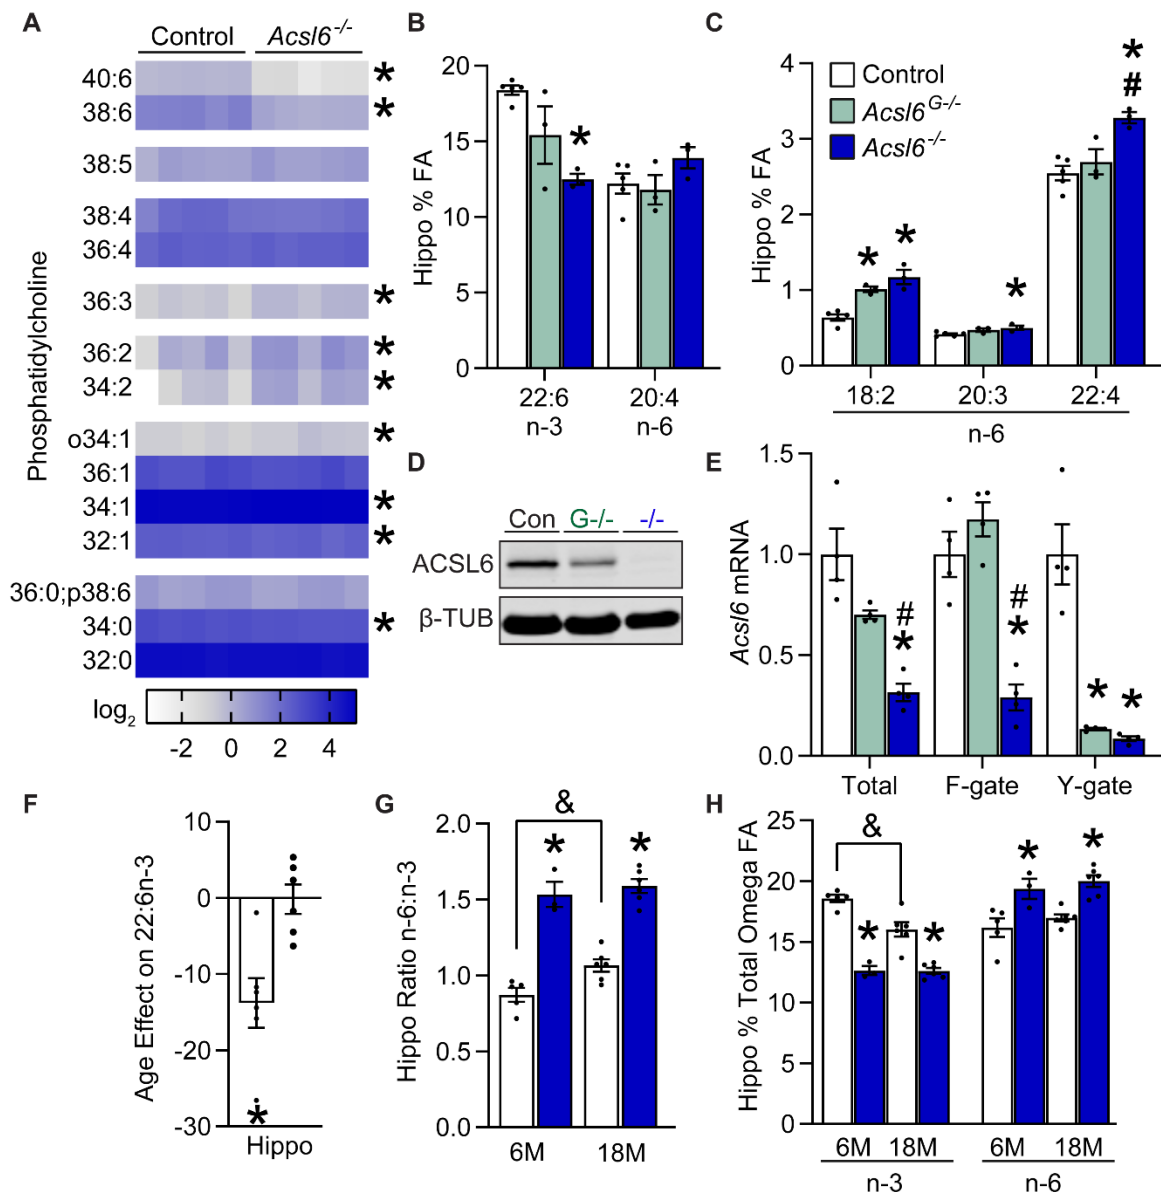 A
Control
Acsl6-/-
Phosphatidylcholine
40:6 *
38:6 *
38:5
38:4
36:4
36:3 *
36:2 *
34:2 *
o34:1 *
36:1
34:1 *
32:1 *
36:0;p38:6
34:0 *
32:0
log2
-2 0 2 4
B
Hippo % FA
20
15
10
5
0
*
22:6 20:4
n-3 n-6
C
Hippo % FA
6
4
3
2
1
0
Control
Acsl6G-/-
Acsl6-/-
* * * * #
18:2 20:3 22:4
n-6
D
Con G-/- -/-
ACSL6
β-TUB
E
Acsl6 mRNA
1.5
1.0
0.5
0.0
# * # * * *
Total F-gate Y-gate
F
Age Effect on 22:6n-3
10
0
-10
-20
-30
*
Hippo
G
Hippo Ratio n-6:n-3
2.0
1.5
1.0
0.5
0.0
& * *
6M 18M
H
Hippo % Total Omega FA
25
20
15
10
5
0
& * * * *
6M 18M 6M 18M
n-3 n-6